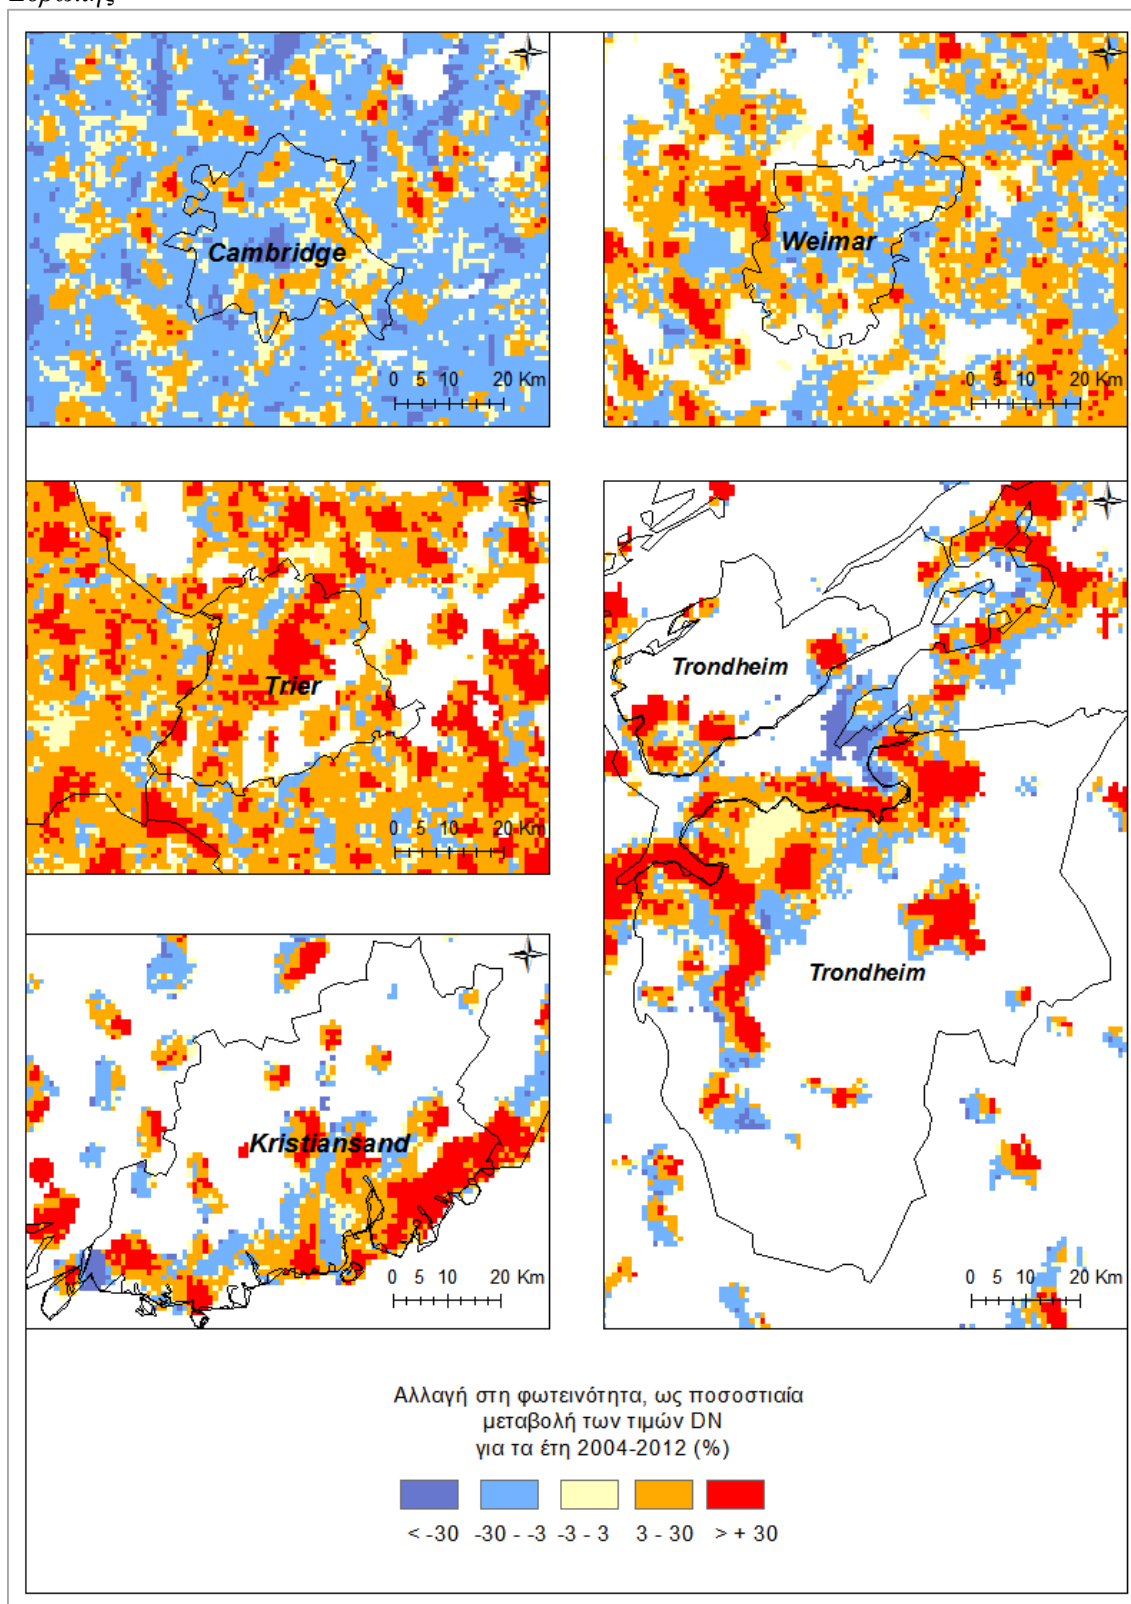 Cambridge
0 5 10 20 Km
Weimar
0 5 10 20 Km
Trier
0 5 10 20 Km
Trondheim
Trondheim
0 5 10 20 Km
Kristiansand
0 5 10 20 Km
Αλλαγή στη φωτεινότητα, ως ποσοστιαία
μεταβολή των τιμών DN
για τα έτη 2004-2012 (%)
< -30 -30 - -3 -3 - 3 3 - 30 > + 30